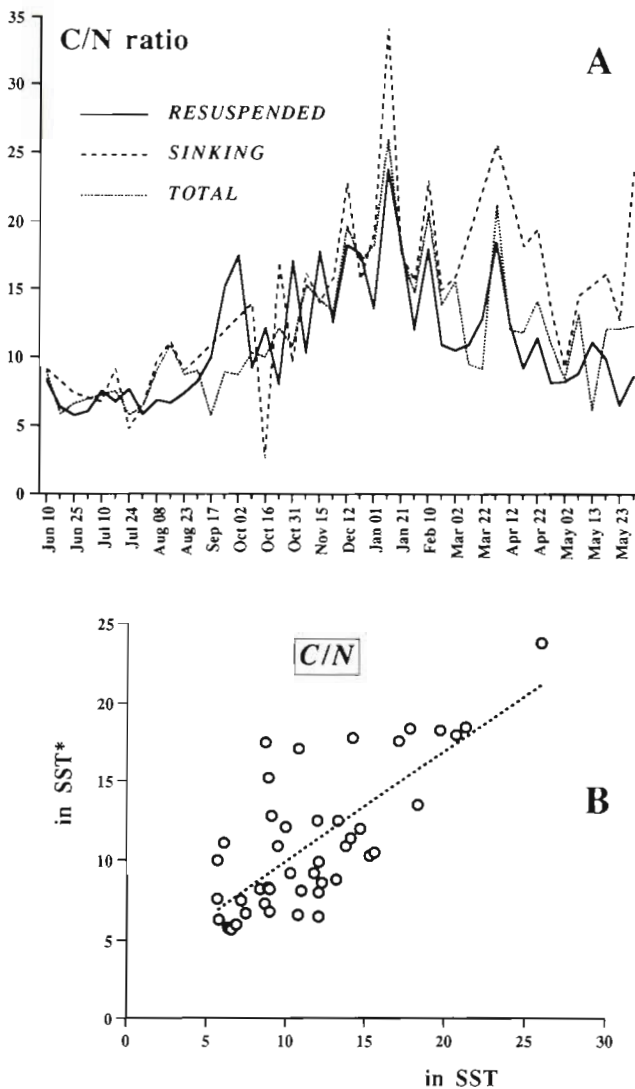 C/N ratio
A
RESUSPENDED
SINKING
TOTAL
35
30
25
20
15
10
5
0
Jun 10
Jun 25
Jul 10
Jul 24
Aug 08
Aug 23
Sep 17
Oct 02
Oct 16
Oct 31
Nov 15
Dec 12
Jan 01
Jan 21
Feb 10
Mar 02
Mar 22
Apr 12
Apr 22
May 02
May 13
May 23
C/N
B
in SST*
25
20
15
10
5
0
0
5
10
15
20
25
30
in SST